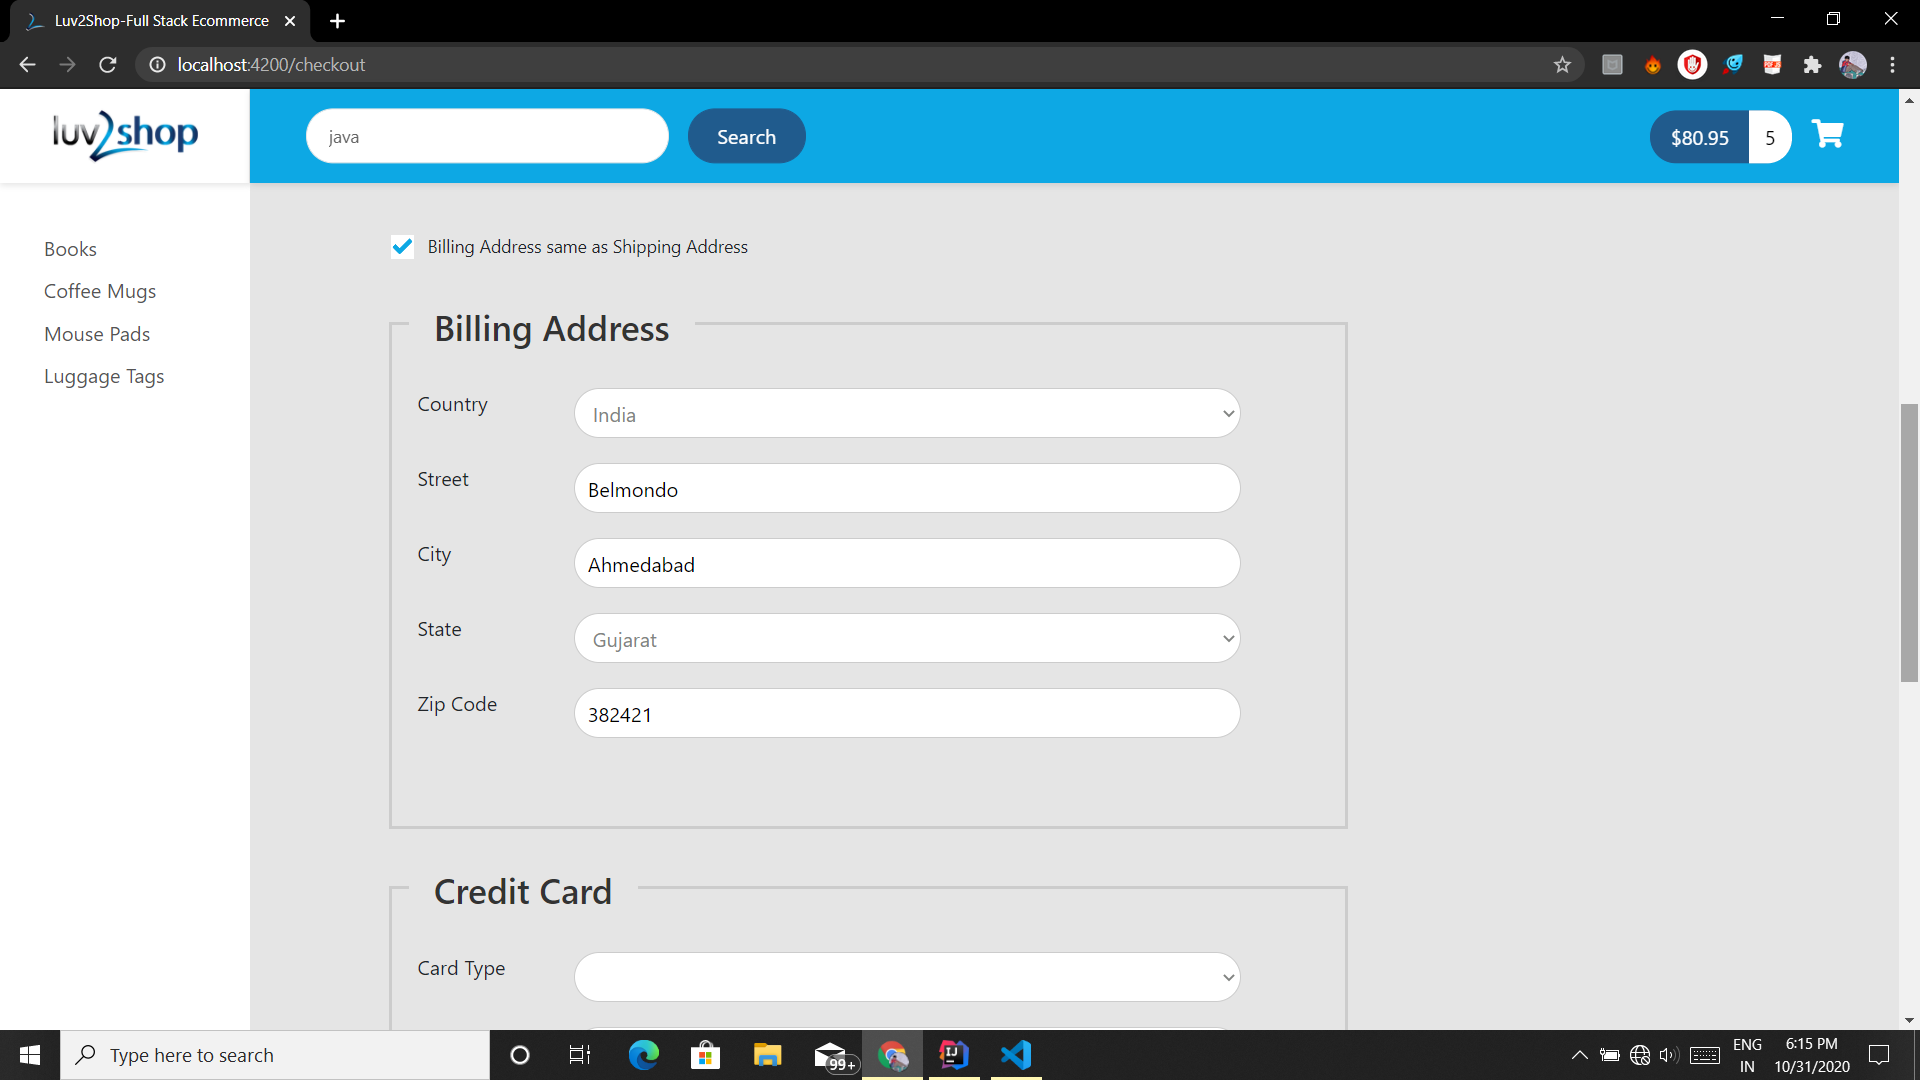 Luv2Shop-Full Stack Ecommerce
localhost:4200/checkout
luv2shop
java
Search
$80.95
5
Books
Coffee Mugs
Mouse Pads
Luggage Tags
Billing Address same as Shipping Address
Billing Address
Country
India
Street
Belmondo
City
Ahmedabad
State
Gujarat
Zip Code
382421
Credit Card
Card Type
Type here to search
99+
ENG
IN
6:15 PM
10/31/2020